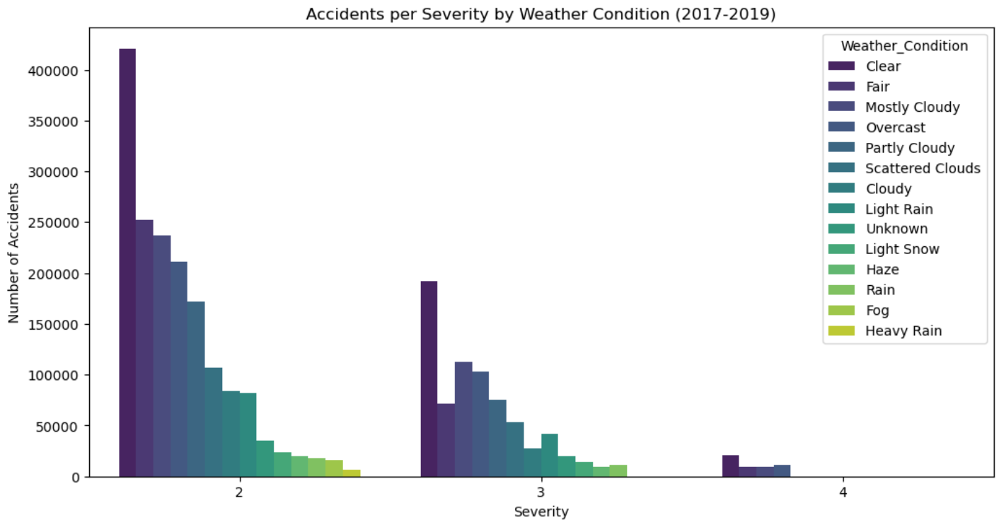 Accidents per Severity by Weather Condition (2017-2019)
Number of Accidents
400000
350000
300000
250000
200000
150000
100000
50000
0
2
3
4
Severity
Weather_Condition
Clear
Fair
Mostly Cloudy
Overcast
Partly Cloudy
Scattered Clouds
Cloudy
Light Rain
Unknown
Light Snow
Haze
Rain
Fog
Heavy Rain